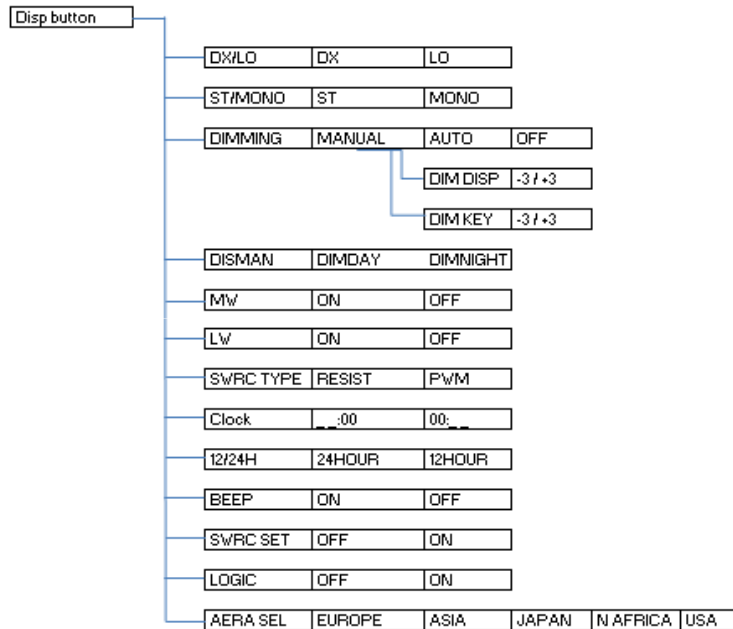 Disp button
DX/LO DX LO
ST/MONO ST MONO
DIMMING MANUAL AUTO OFF
DIM DISP -3 / +3
DIM KEY -3 / +3
DISMAN DIMDAY DIMNIGHT
MW ON OFF
LW ON OFF
SWRC TYPE RESIST PWM
Clock _ _:00 00:_ _
12/24H 24HOUR 12HOUR
BEEP ON OFF
SWRC SET OFF ON
LOGIC OFF ON
AERA SEL EUROPE ASIA JAPAN N AFRICA USA